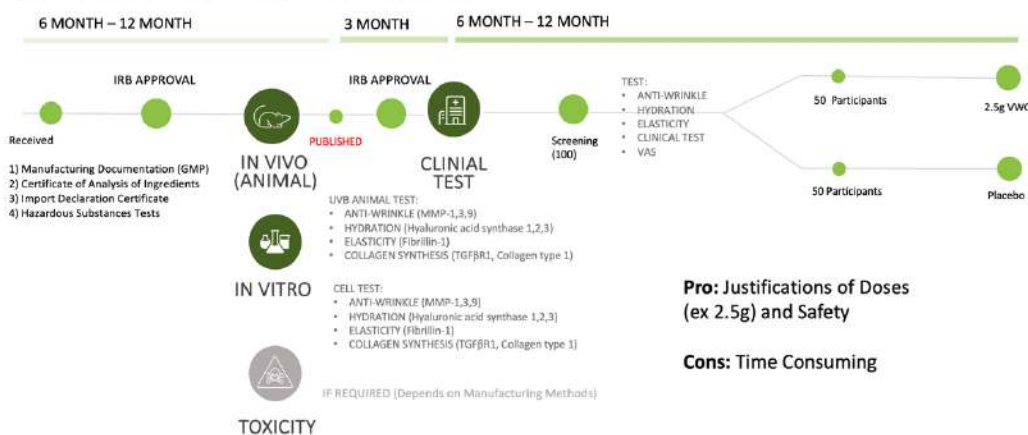 6 MONTH – 12 MONTH
3 MONTH
6 MONTH – 12 MONTH
IRB APPROVAL
IRB APPROVAL
Received
1) Manufacturing Documentation (GMP)
2) Certificate of Analysis of Ingredients
3) Import Declaration Certificate
4) Hazardous Substances Tests
IN VIVO
(ANIMAL)
PUBLISHED
CLINIAL
TEST
Screening
(100)
TEST:
• ANTI-WRINKLE
• HYDRATION
• ELASTICITY
• CLINICAL TEST
• VAS
50 Participants
2.5g VWC
50 Participants
Placebo
UVB ANIMAL TEST:
• ANTI-WRINKLE (MMP-1,3,9)
• HYDRATION (Hyaluronic acid synthase 1,2,3)
• ELASTICITY (Fibrillin-1)
• COLLAGEN SYNTHESIS (TGFβR1, Collagen type 1)
IN VITRO
CELL TEST:
• ANTI-WRINKLE (MMP-1,3,9)
• HYDRATION (Hyaluronic acid synthase 1,2,3)
• ELASTICITY (Fibrillin-1)
• COLLAGEN SYNTHESIS (TGFβR1, Collagen type 1)
Pro: Justifications of Doses
(ex 2.5g) and Safety
Cons: Time Consuming
IF REQUIRED (Depends on Manufacturing Methods)
TOXICITY